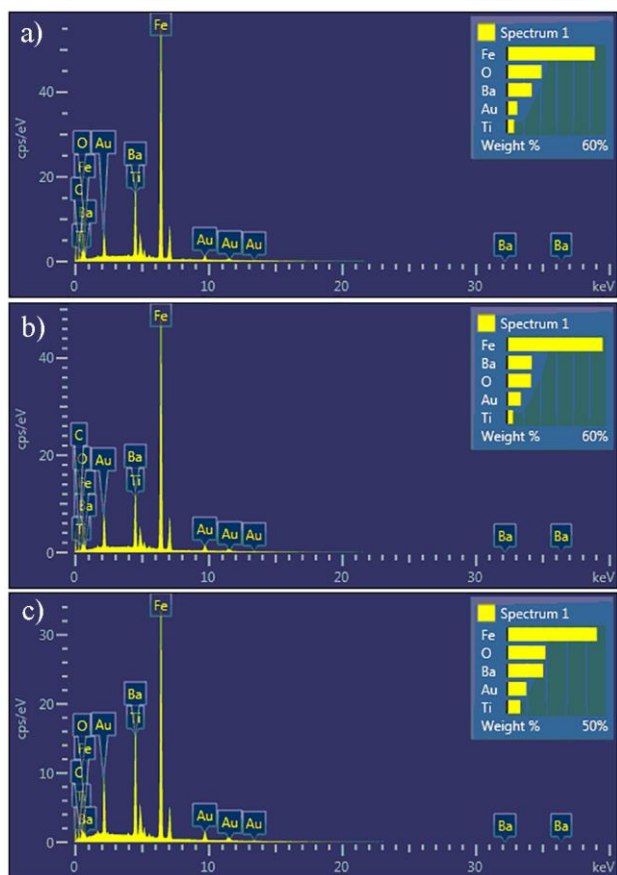 a)
Fe
Spectrum 1
Fe
O
Ba
Au
Ti
Weight % 60%
40
cps/eV
O Au Ba
Fe Ti
20
C
Ba
Ti
Au Au Au Ba Ba
0
0 10 20 30 keV
b)
Fe
Spectrum 1
Fe
Ba
O
Au
Ti
Weight % 60%
40
cps/eV
C
20
O Au Ba
Fe Ti
Ba
Au Au Au Ba Ba
0
0 10 20 30 keV
c)
Fe
Spectrum 1
Fe
O
Ba
Au
Ti
Weight % 50%
30
cps/eV
20
Ba
O Au Ti
Fe
10
C
Ba
Au Au Au Ba Ba
0
0 10 20 30 keV